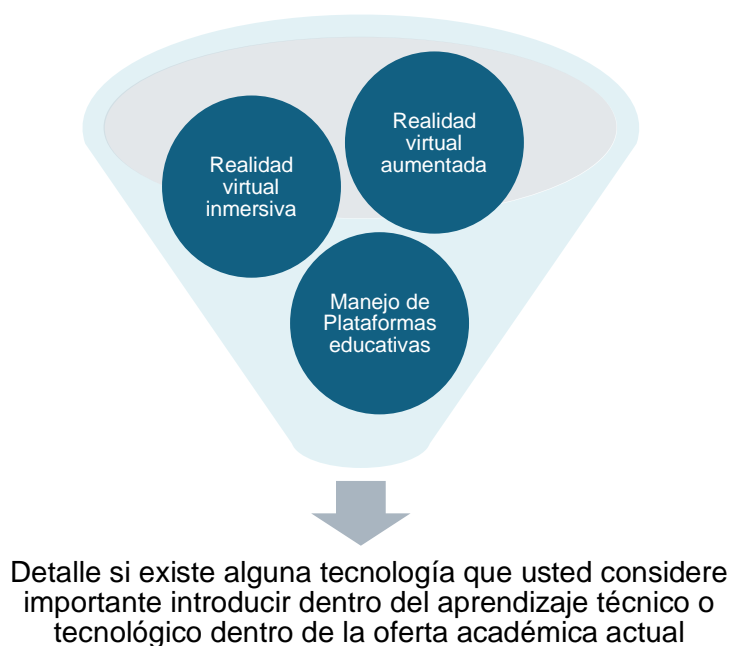 Realidad
virtual
aumentada
Realidad
virtual
inmersiva
Manejo de
Plataformas
educativas
Detalle si existe alguna tecnología que usted considere
importante introducir dentro del aprendizaje técnico o
tecnológico dentro de la oferta académica actual